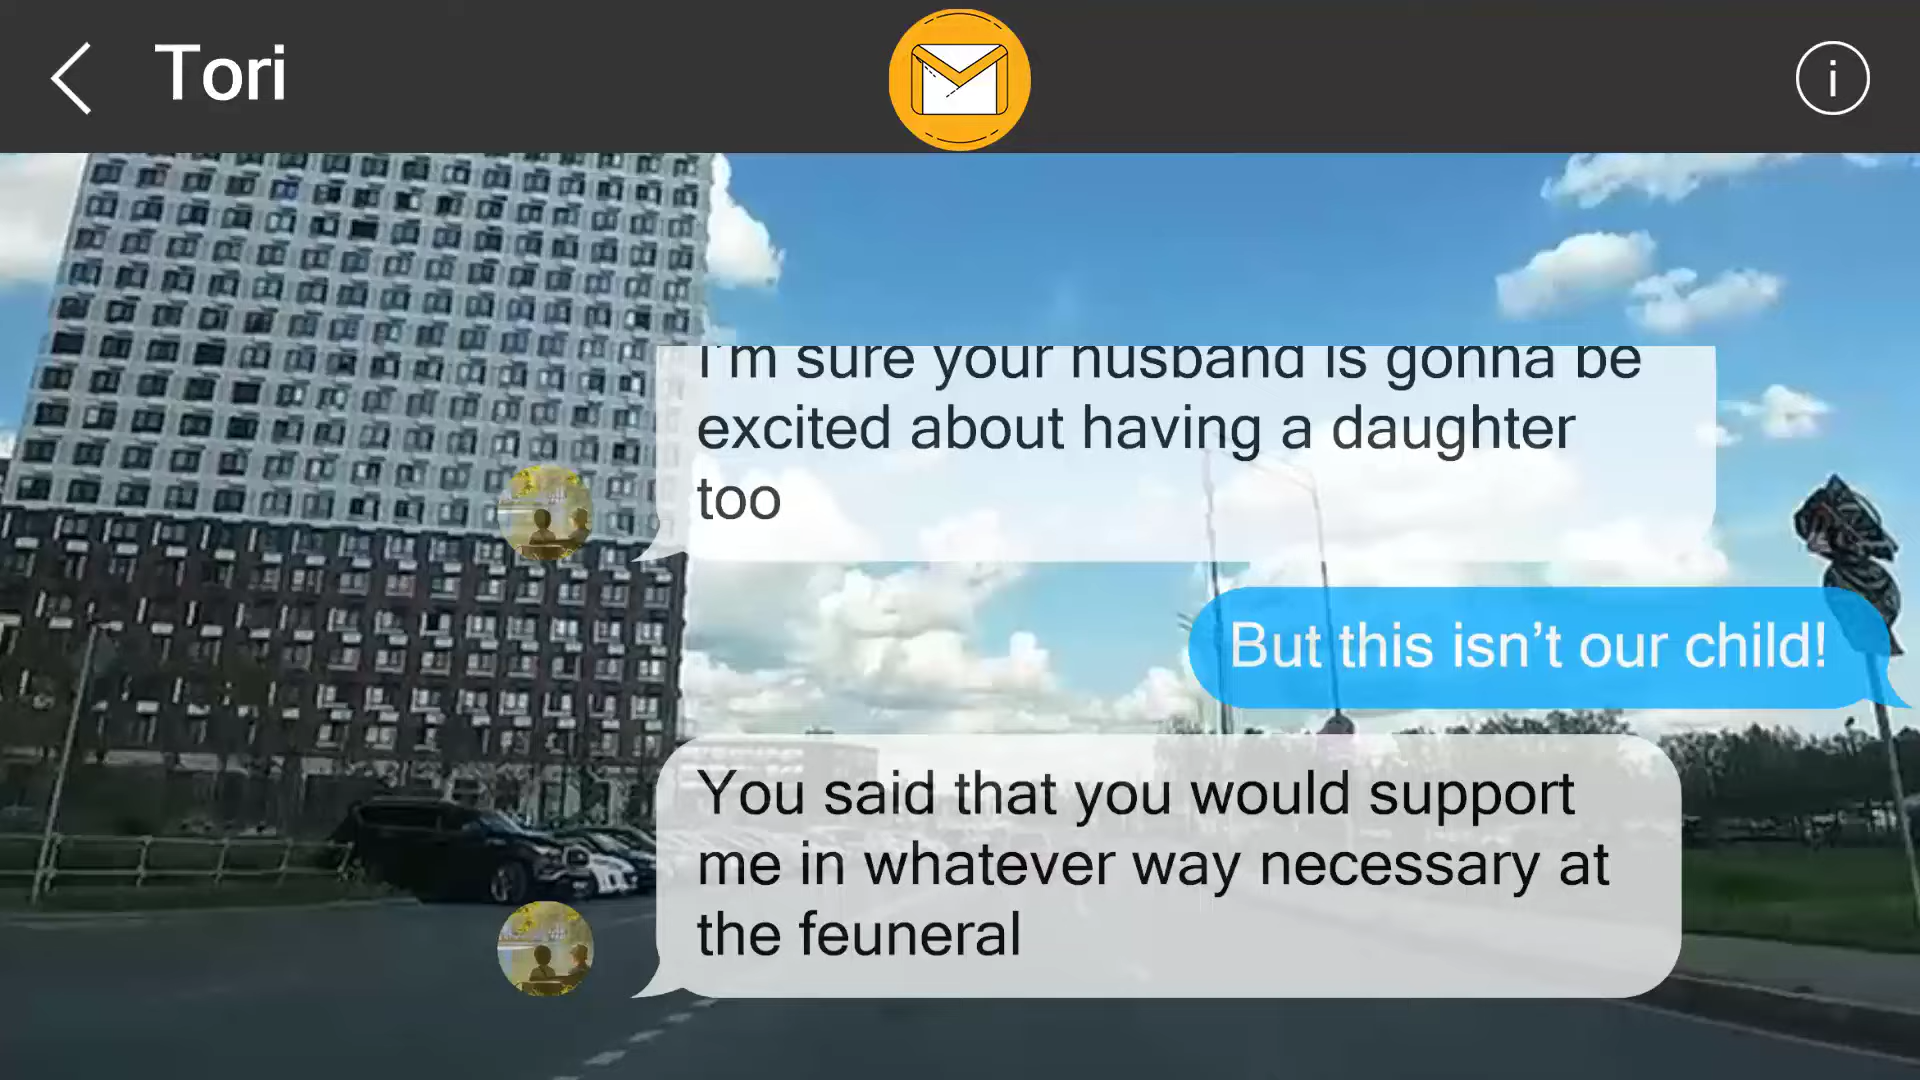 Tori
i
I'm sure your husband is gonna be
excited about having a daughter
too
But this isn’t our child!
You said that you would support
me in whatever way necessary at
the feuneral